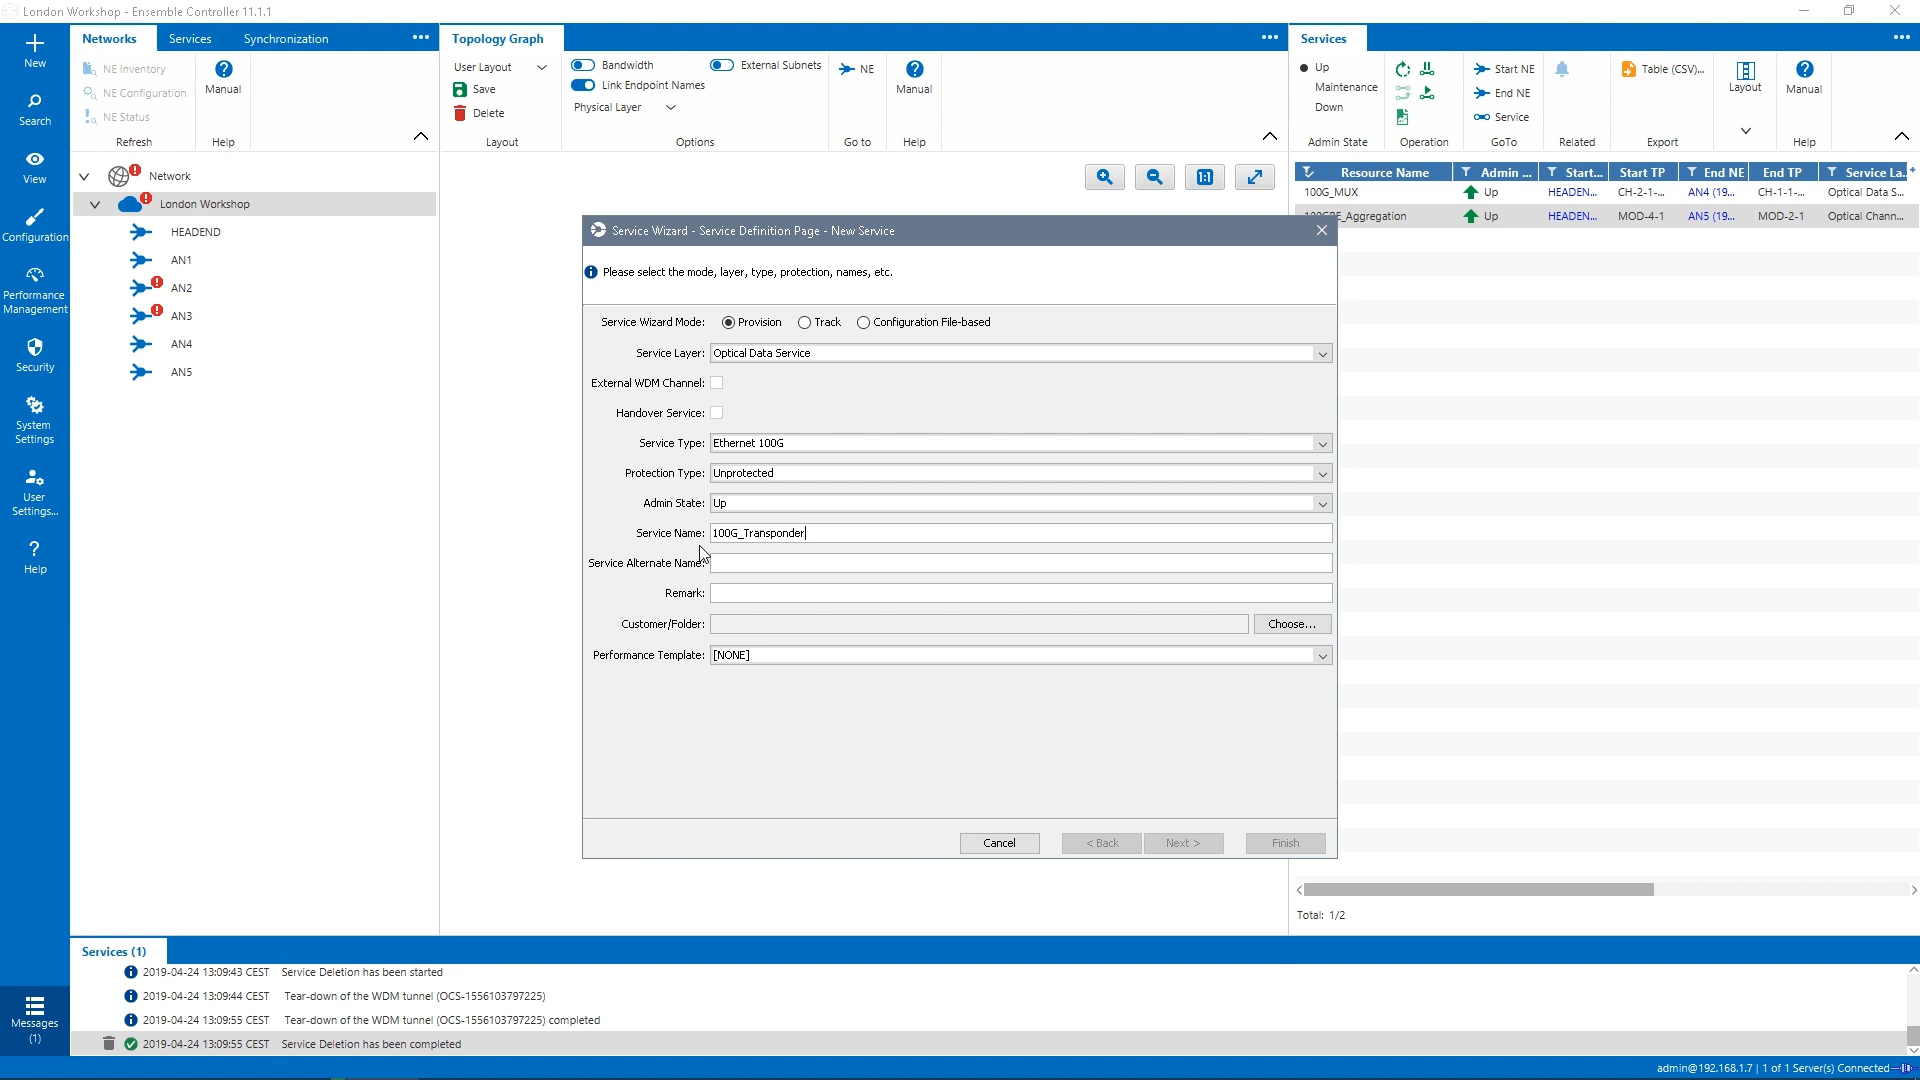 London Workshop - Ensemble Controller 11.1.1
New
Search
View
Configuration
Performance
Management
Security
System
Settings
User
Settings...
Help
Messages
(1)
Networks Services Synchronization
NE Inventory
NE Configuration
NE Status
Refresh
Manual
Help
Network
London Workshop
HEADEND
AN1
AN2
AN3
AN4
AN5
Topology Graph
User Layout
Save
Delete
Layout
Bandwidth External Subnets
Link Endpoint Names
Physical Layer
Options
NE
Go to
Manual
Help
1:1
Services
Up
Maintenance
Down
Admin State
Operation
Start NE
End NE
Service
GoTo
Related
Table (CSV)...
Export
Layout
Manual
Help
Resource Name Admin ... Start... Start TP End NE End TP Service La..
100G_MUX Up HEADEN... CH-2-1-... AN4 (19... CH-1-1-... Optical Data S...
Aggregation Up HEADEN... MOD-4-1 AN5 (19... MOD-2-1 Optical Chann...
Total: 1/2
Service Wizard - Service Definition Page - New Service
Please select the mode, layer, type, protection, names, etc.
Service Wizard Mode: Provision Track Configuration File-based
Service Layer: Optical Data Service
External WDM Channel:
Handover Service:
Service Type: Ethernet 100G
Protection Type: Unprotected
Admin State: Up
Service Name: 100G_Transponder
Service Alternate Name:
Remark:
Customer/Folder: Choose...
Performance Template: [NONE]
Cancel < Back Next > Finish
Services (1)
2019-04-24 13:09:43 CEST Service Deletion has been started
2019-04-24 13:09:44 CEST Tear-down of the WDM tunnel (OCS-1556103797225)
2019-04-24 13:09:55 CEST Tear-down of the WDM tunnel (OCS-1556103797225) completed
2019-04-24 13:09:55 CEST Service Deletion has been completed
admin@192.168.1.7 | 1 of 1 Server(s) Connected